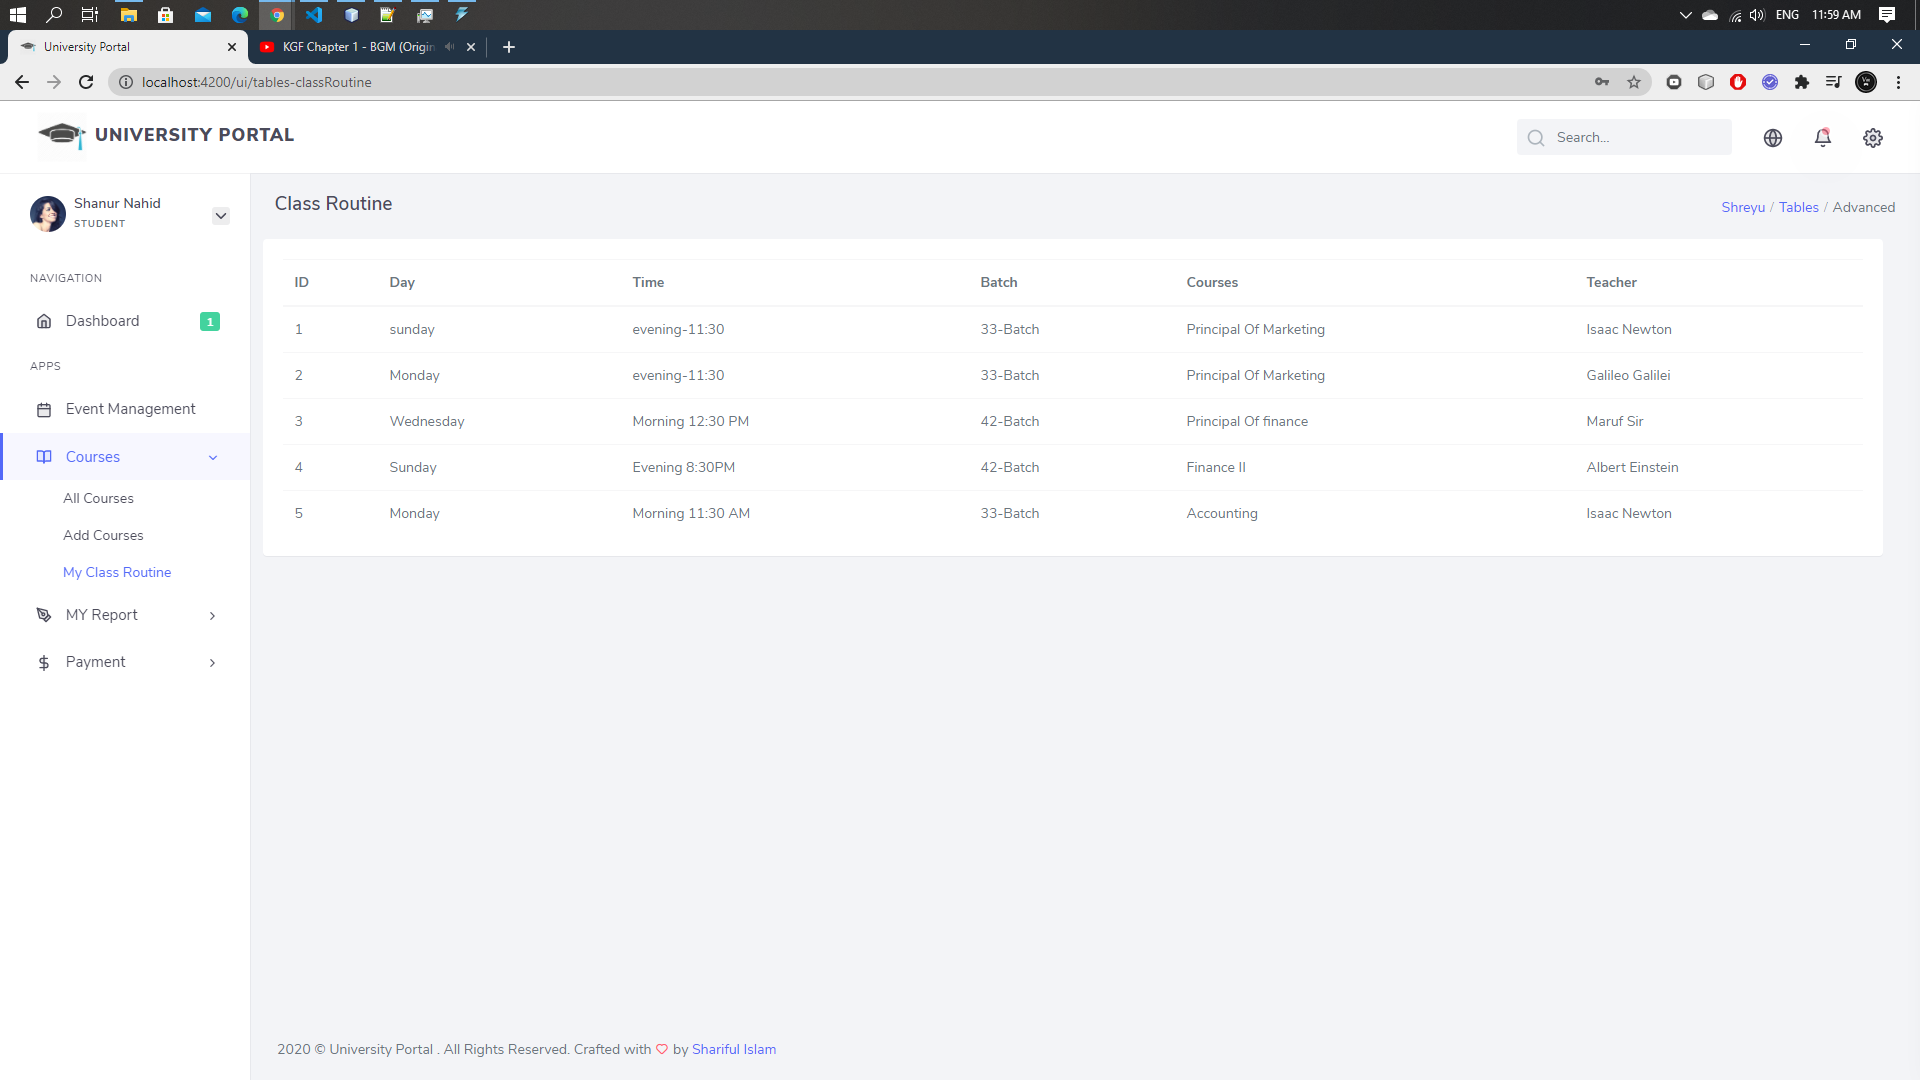 ENG 11:59 AM
University Portal
KGF Chapter 1 - BGM (Origin
localhost:4200/ui/tables-classRoutine
UNIVERSITY PORTAL
Search...
Shanur Nahid
STUDENT
Class Routine
Shreyu / Tables / Advanced
NAVIGATION
Dashboard 1
APPS
Event Management
Courses
All Courses
Add Courses
My Class Routine
MY Report
Payment
ID Day Time Batch Courses Teacher
1 sunday evening-11:30 33-Batch Principal Of Marketing Isaac Newton
2 Monday evening-11:30 33-Batch Principal Of Marketing Galileo Galilei
3 Wednesday Morning 12:30 PM 42-Batch Principal Of finance Maruf Sir
4 Sunday Evening 8:30PM 42-Batch Finance II Albert Einstein
5 Monday Morning 11:30 AM 33-Batch Accounting Isaac Newton
2020 © University Portal . All Rights Reserved. Crafted with ♡ by Shariful Islam